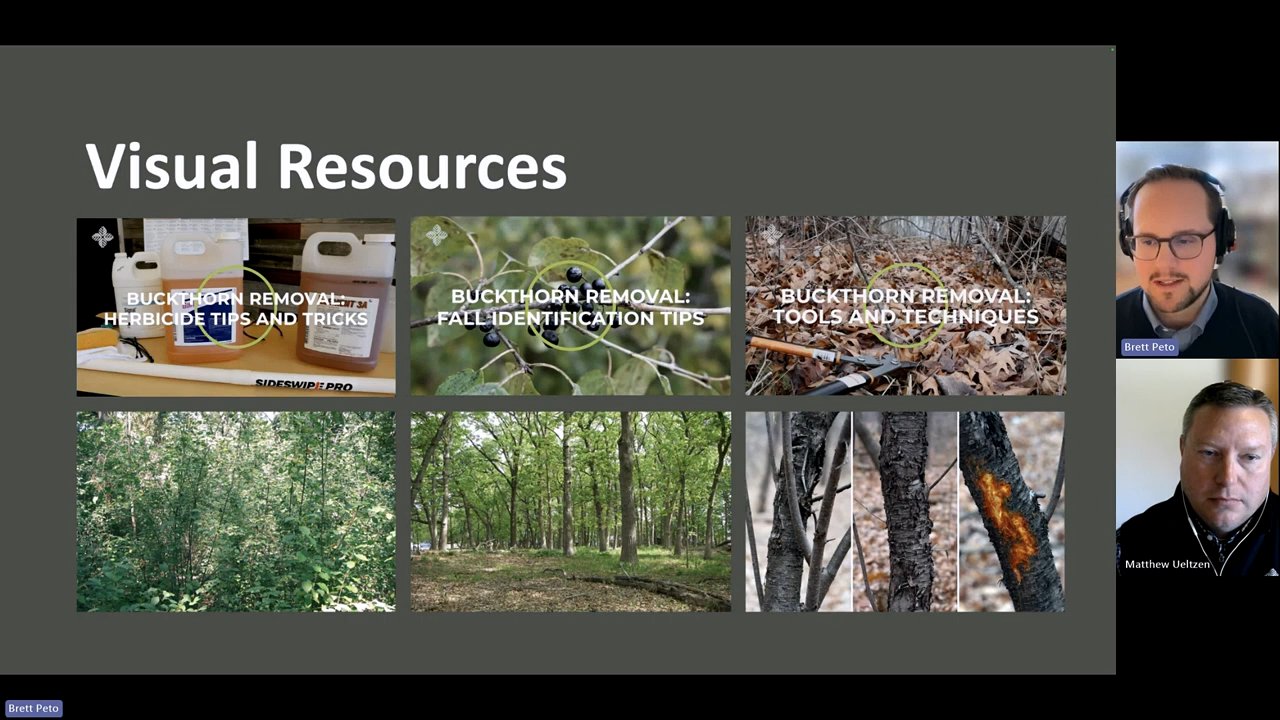 Visual Resources
BUCKTHORN REMOVAL:
HERBICIDE TIPS AND TRICKS
SIDESWIPE PRO
BUCKTHORN REMOVAL:
FALL IDENTIFICATION TIPS
BUCKTHORN REMOVAL:
TOOLS AND TECHNIQUES
Brett Peto
Matthew Ueltzen
Brett Peto